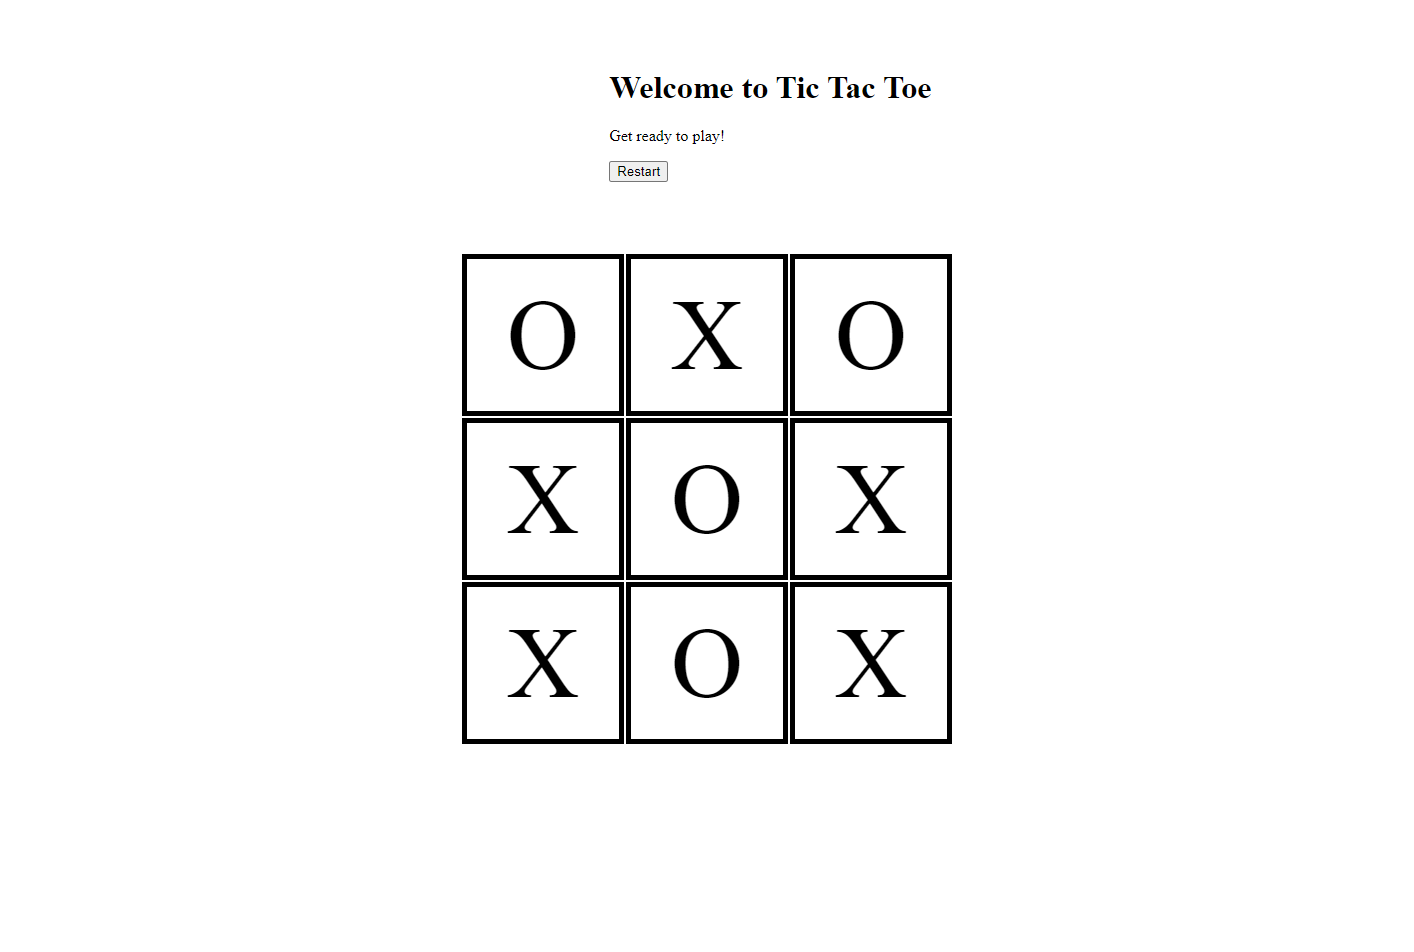 Welcome to Tic Tac Toe
Get ready to play!
Restart
O X O
X O X
X O X